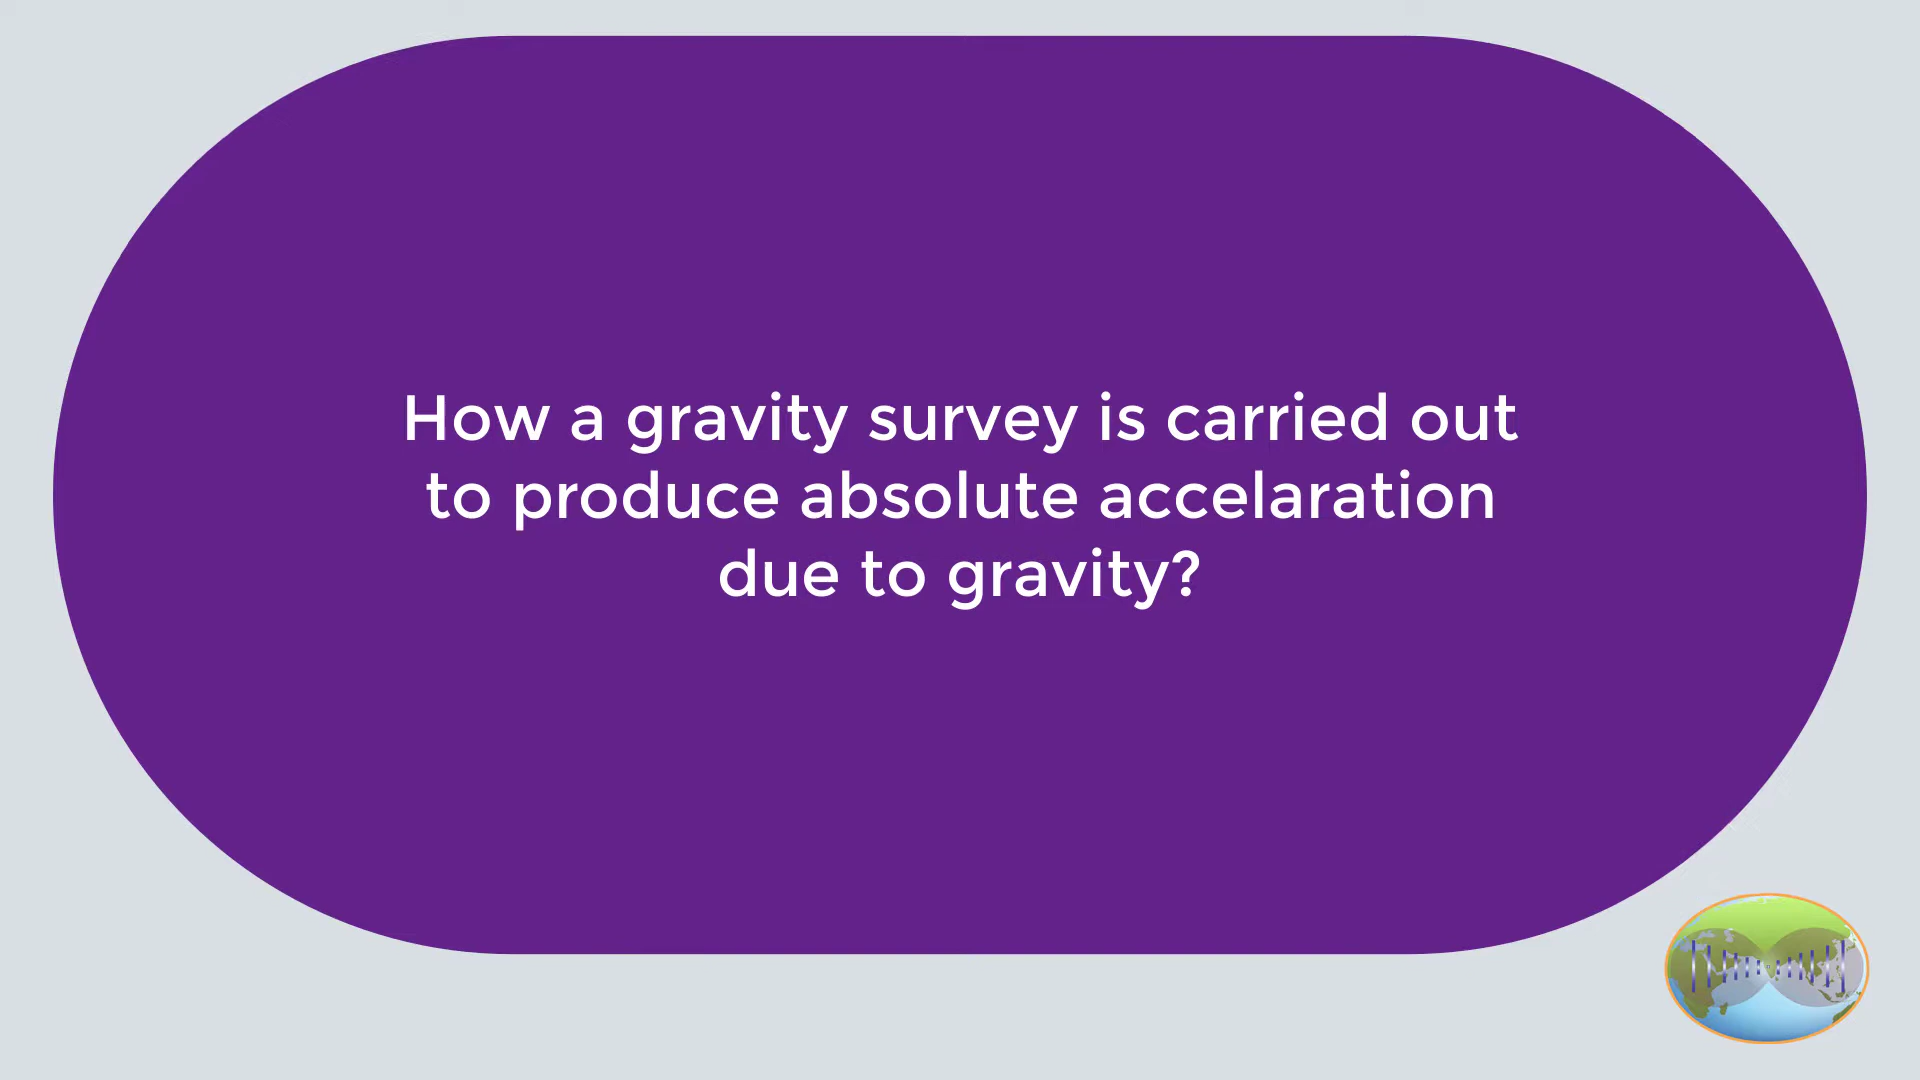 How a gravity survey is carried out
to produce absolute accelaration
due to gravity?